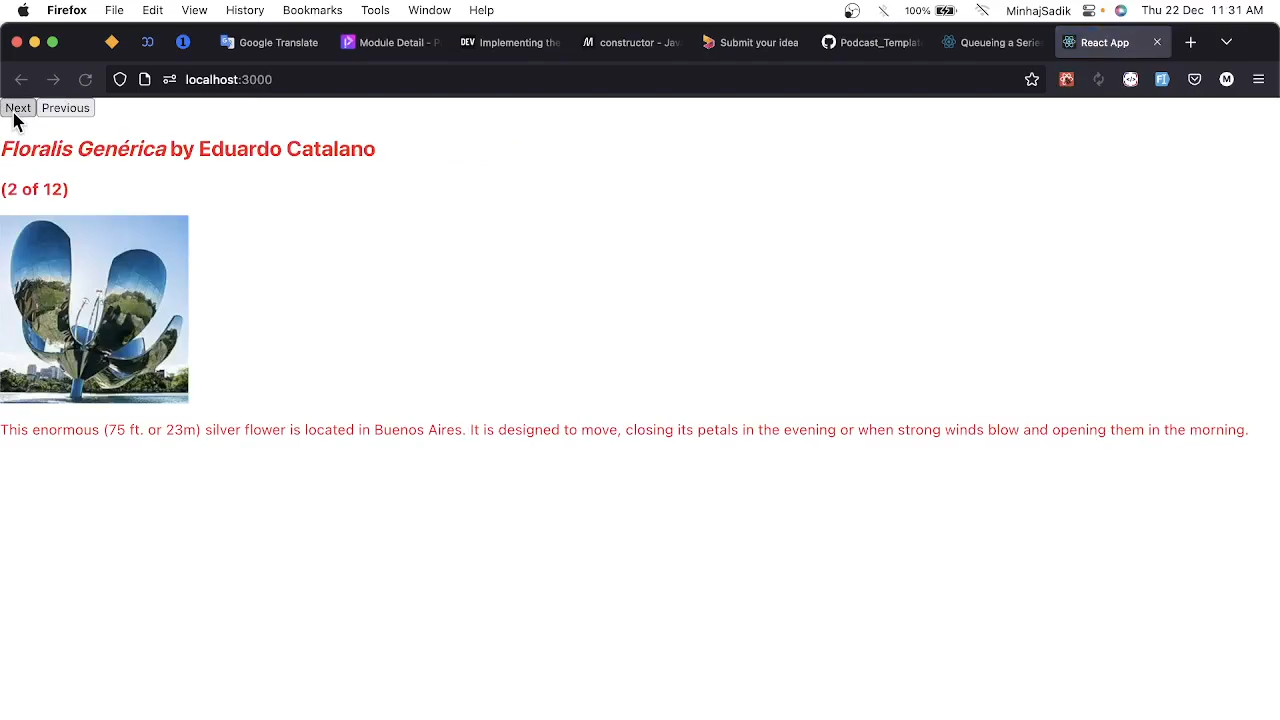 Firefox File Edit View History Bookmarks Tools Window Help 100% MinhajSadik Thu 22 Dec 11 31 AM
Google Translate Module Detail - P DEV Implementing the constructor - Jav Submit your idea Podcast_Templat Queueing a Serie React App
localhost:3000
Next Previous
Floralis Genérica by Eduardo Catalano
(2 of 12)
This enormous (75 ft. or 23m) silver flower is located in Buenos Aires. It is designed to move, closing its petals in the evening or when strong winds blow and opening them in the morning.